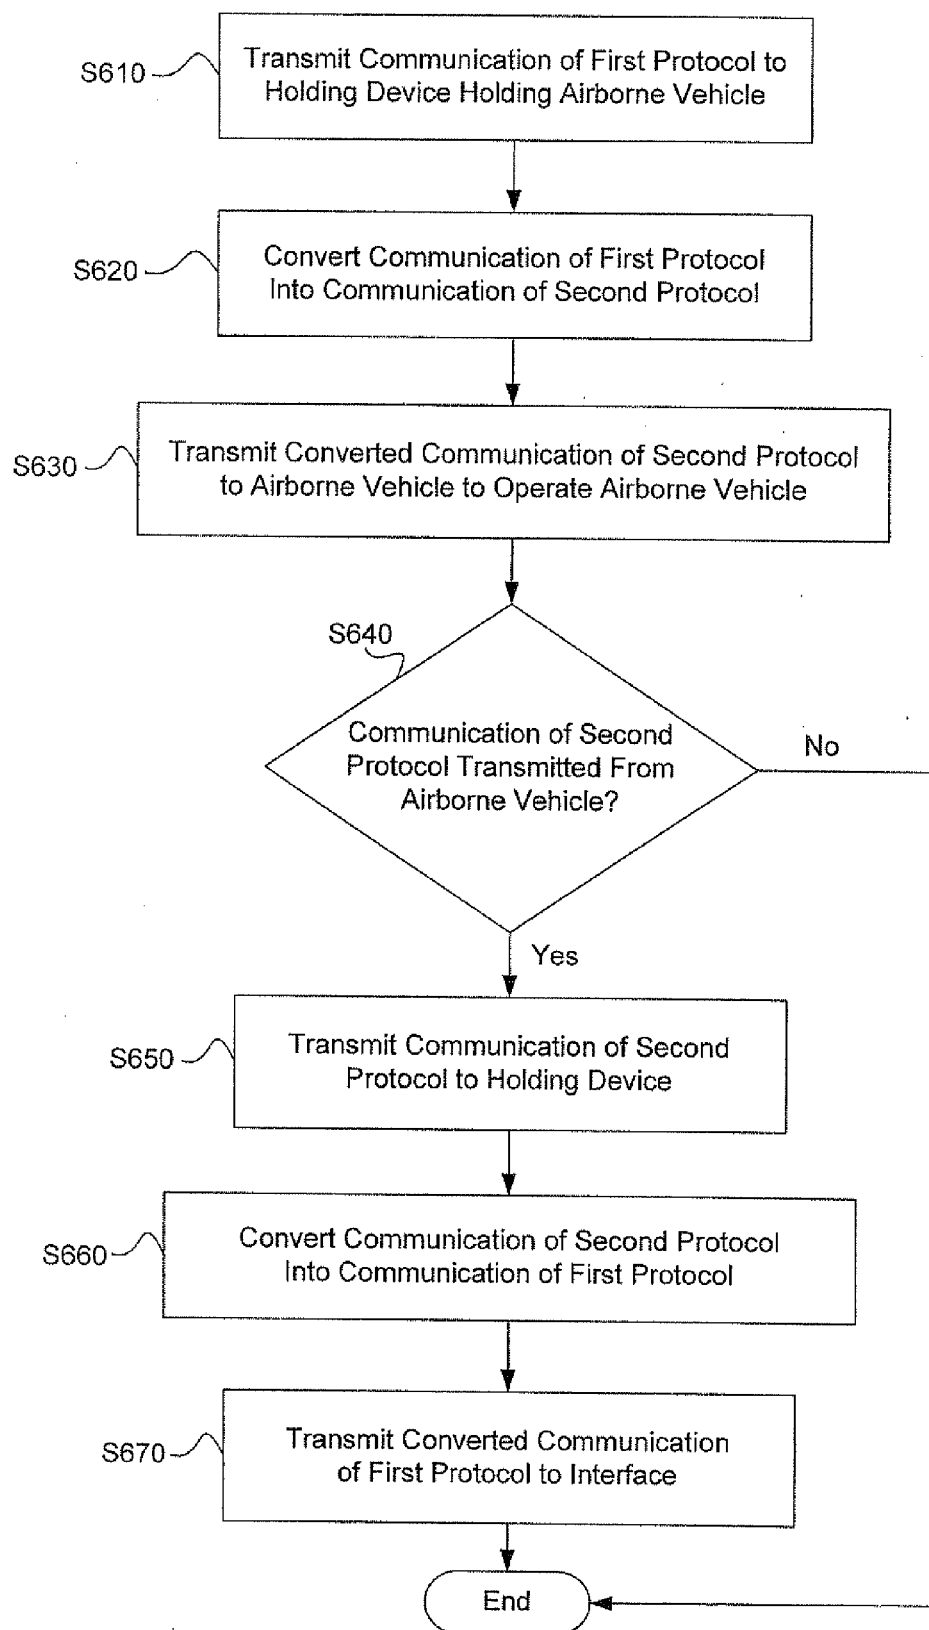 S610
Transmit Communication of First Protocol to
Holding Device Holding Airborne Vehicle
S620
Convert Communication of First Protocol
Into Communication of Second Protocol
S630
Transmit Converted Communication of Second Protocol
to Airborne Vehicle to Operate Airborne Vehicle
S640
Communication of Second
Protocol Transmitted From
Airborne Vehicle?
No
Yes
S650
Transmit Communication of Second
Protocol to Holding Device
S660
Convert Communication of Second Protocol
Into Communication of First Protocol
S670
Transmit Converted Communication
of First Protocol to Interface
End